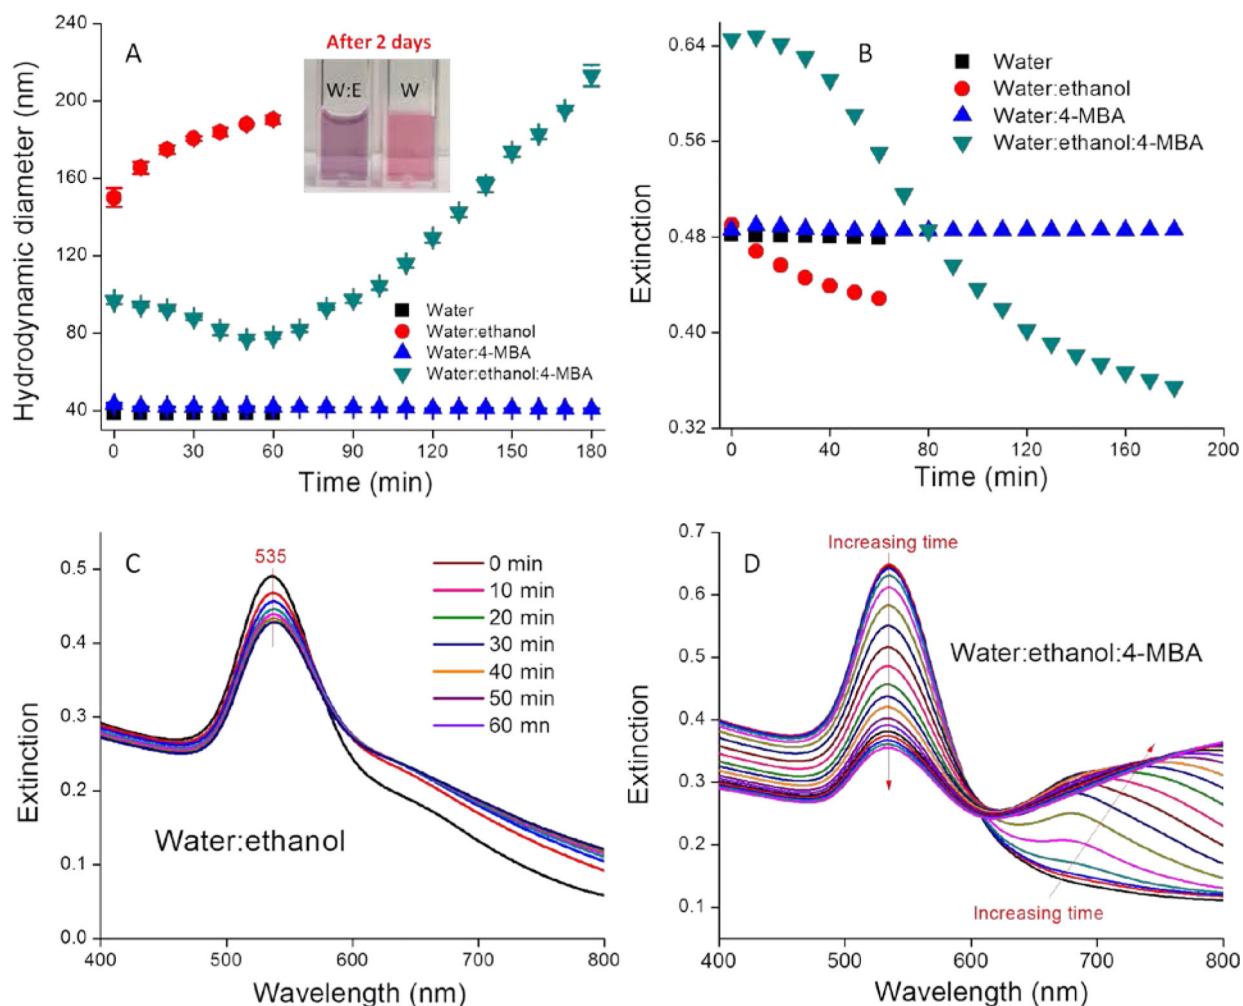 A
After 2 days
W:E
W
240
200
160
120
80
40
Hydrodynamic diameter (nm)
Water
Water:ethanol
Water:4-MBA
Water:ethanol:4-MBA
0
30
60
90
120
150
180
Time (min)
B
0.64
0.56
0.48
0.40
0.32
Extinction
Water
Water:ethanol
Water:4-MBA
Water:ethanol:4-MBA
0
40
80
120
160
200
Time (min)
C
535
0.5
0.4
0.3
0.2
0.1
0.0
Extinction
0 min
10 min
20 min
30 min
40 min
50 min
60 mn
Water:ethanol
400
500
600
700
800
Wavelength (nm)
D
Increasing time
0.7
0.6
0.5
0.4
0.3
0.2
0.1
Extinction
Water:ethanol:4-MBA
Increasing time
400
500
600
700
800
Wavelength (nm)